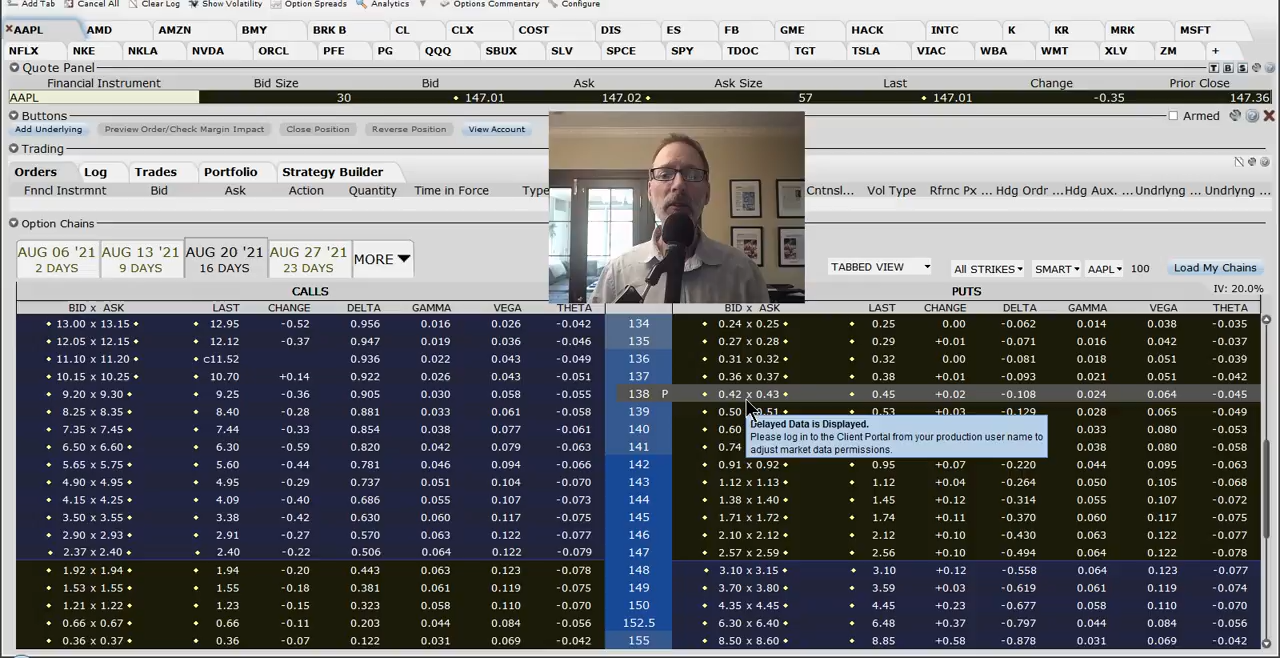 Add Tab Cancel All Clear Log Show Volatility Option Spreads Analytics Options Commentary Configure
AAPL AMD AMZN BMY BRK B CL CLX COST DIS ES FB GME HACK INTC K KR MRK MSFT
NFLX NKE NKLA NVDA ORCL PFE PG QQQ SBUX SLV SPCE SPY TDOC TGT TSLA VIAC WBA WMT XLV ZM +
Quote Panel T B S
Financial Instrument Bid Size Bid Ask Ask Size Last Change Prior Close
AAPL 30 147.01 147.02 57 147.01 -0.35 147.36
Buttons Armed
Add Underlying Preview Order/Check Margin Impact Close Position Reverse Position View Account
Trading
Orders Log Trades Portfolio Strategy Builder
Fnncl Instrmnt Bid Ask Action Quantity Time in Force Type Cntnsl... Vol Type Rfrnc Px ... Hdg Ordr ... Hdg Aux. ... Undrlyng ... Undrlyng ...
Option Chains
AUG 06 '21 AUG 13 '21 AUG 20 '21 AUG 27 '21 MORE
2 DAYS 9 DAYS 16 DAYS 23 DAYS
TABBED VIEW All STRIKES SMART AAPL 100 Load My Chains
CALLS PUTS IV: 20.0%
BID x ASK LAST CHANGE DELTA GAMMA VEGA THETA BID x ASK LAST CHANGE DELTA GAMMA VEGA THETA
13.00 x 13.15 12.95 -0.52 0.956 0.016 0.026 -0.042 134 0.24 x 0.25 0.25 0.00 -0.062 0.014 0.038 -0.035
12.05 x 12.15 12.12 -0.37 0.947 0.019 0.036 -0.046 135 0.27 x 0.28 0.29 +0.01 -0.071 0.016 0.042 -0.037
11.10 x 11.20 c11.52 0.936 0.022 0.043 -0.049 136 0.31 x 0.32 0.32 0.00 -0.081 0.018 0.051 -0.039
10.15 x 10.25 10.70 +0.14 0.922 0.026 0.043 -0.051 137 0.36 x 0.37 0.38 +0.01 -0.093 0.021 0.051 -0.042
9.20 x 9.30 9.25 -0.36 0.905 0.030 0.058 -0.055 138 P 0.42 x 0.43 0.45 +0.02 -0.108 0.024 0.064 -0.045
8.25 x 8.35 8.40 -0.28 0.881 0.033 0.061 -0.058 139 0.50 0.51 0.53 +0.03 -0.129 0.028 0.065 -0.049
7.35 x 7.45 7.44 -0.33 0.854 0.038 0.077 -0.061 140 0.60 0.033 0.080 -0.053
6.50 x 6.60 6.30 -0.59 0.820 0.042 0.079 -0.063 141 0.74 0.038 0.080 -0.058
Delayed Data is Displayed.
Please log in to the Client Portal from your production user name to
adjust market data permissions.
5.65 x 5.75 5.60 -0.44 0.781 0.046 0.094 -0.066 142 0.91 x 0.92 0.95 +0.07 -0.220 0.044 0.095 -0.063
4.90 x 4.95 4.95 -0.29 0.737 0.051 0.104 -0.070 143 1.12 x 1.13 1.12 +0.04 -0.264 0.050 0.105 -0.068
4.15 x 4.25 4.09 -0.40 0.686 0.055 0.107 -0.073 144 1.38 x 1.40 1.45 +0.12 -0.314 0.055 0.107 -0.072
3.50 x 3.55 3.38 -0.42 0.630 0.060 0.117 -0.075 145 1.71 x 1.72 1.74 +0.11 -0.370 0.060 0.117 -0.075
2.90 x 2.93 2.91 -0.27 0.570 0.063 0.122 -0.077 146 2.10 x 2.12 2.12 +0.10 -0.430 0.063 0.122 -0.077
2.37 x 2.40 2.40 -0.22 0.506 0.064 0.122 -0.079 147 2.57 x 2.59 2.56 +0.10 -0.494 0.063 0.122 -0.078
1.92 x 1.94 1.94 -0.20 0.443 0.063 0.123 -0.078 148 3.10 x 3.15 3.10 +0.12 -0.558 0.064 0.123 -0.077
1.53 x 1.55 1.55 -0.18 0.381 0.061 0.119 -0.075 149 3.70 x 3.80 3.59 +0.03 -0.619 0.061 0.119 -0.074
1.21 x 1.22 1.23 -0.15 0.323 0.058 0.110 -0.070 150 4.35 x 4.45 4.45 +0.23 -0.677 0.058 0.110 -0.070
0.66 x 0.67 0.66 -0.11 0.203 0.044 0.084 -0.056 152.5 6.30 x 6.40 6.48 +0.37 -0.797 0.044 0.084 -0.056
0.36 x 0.37 0.36 -0.07 0.122 0.031 0.069 -0.042 155 8.50 x 8.60 8.85 +0.58 -0.878 0.031 0.069 -0.042